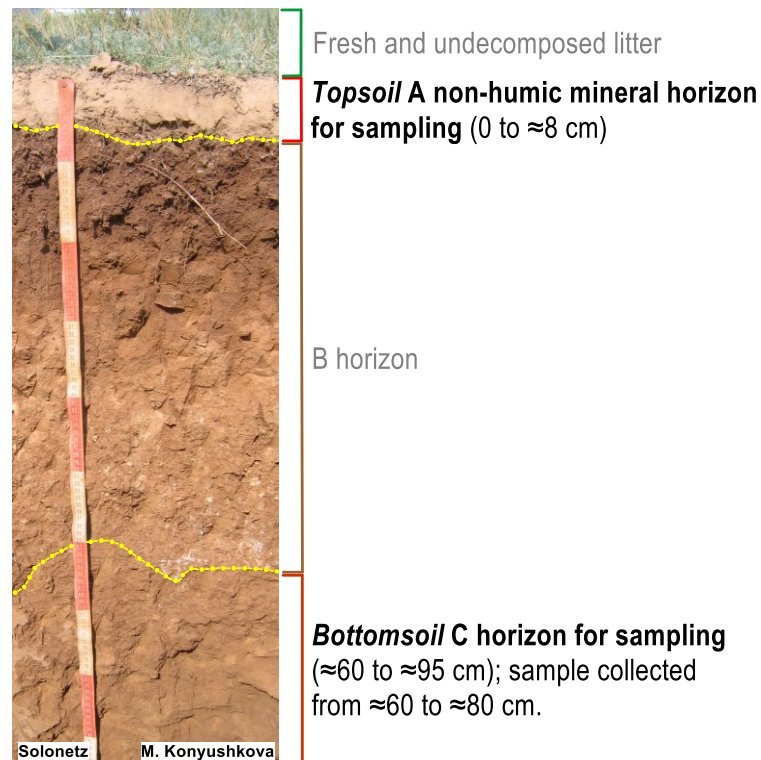 Fresh and undecomposed litter
Topsoil A non-humic mineral horizon
for sampling (0 to ≈8 cm)
B horizon
Bottomsoil C horizon for sampling
(≈60 to ≈95 cm); sample collected
from ≈60 to ≈80 cm.
Solonetz
M. Konyushkova